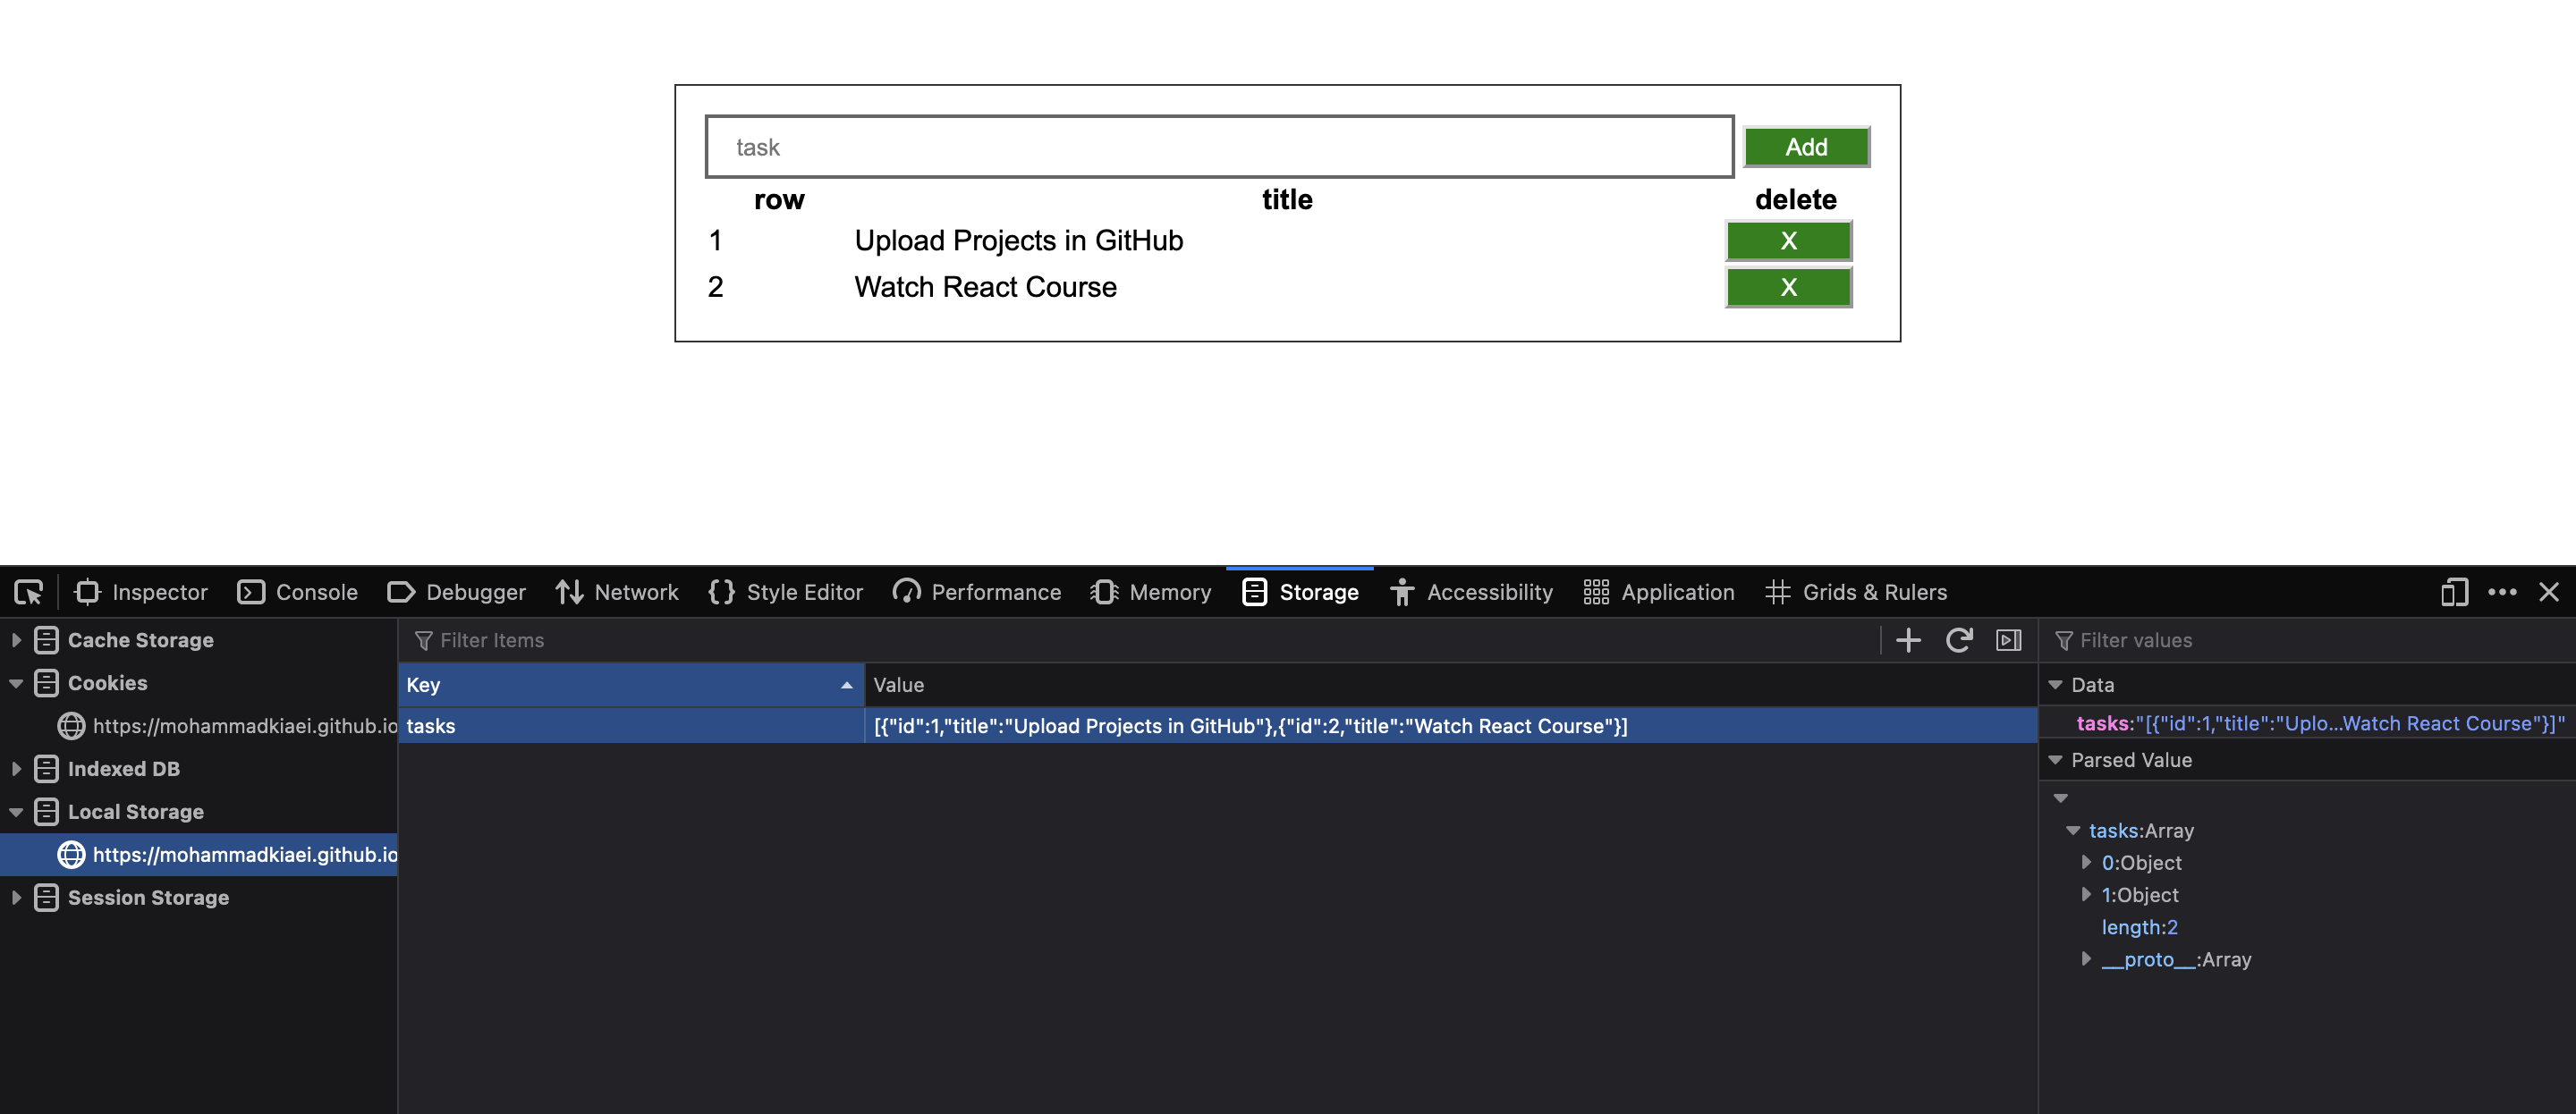 task
Add
row title delete
1 Upload Projects in GitHub X
2 Watch React Course X
Inspector Console Debugger Network Style Editor Performance Memory Storage Accessibility Application Grids & Rulers
Cache Storage
Cookies
https://mohammadkiaei.github.io
Indexed DB
Local Storage
https://mohammadkiaei.github.io
Session Storage
Filter Items
Key Value
tasks [{"id":1,"title":"Upload Projects in GitHub"},{"id":2,"title":"Watch React Course"}]
Filter values
Data
tasks:"[{"id":1,"title":"Uplo...Watch React Course"}]"
Parsed Value
tasks:Array
0:Object
1:Object
length:2
__proto__:Array